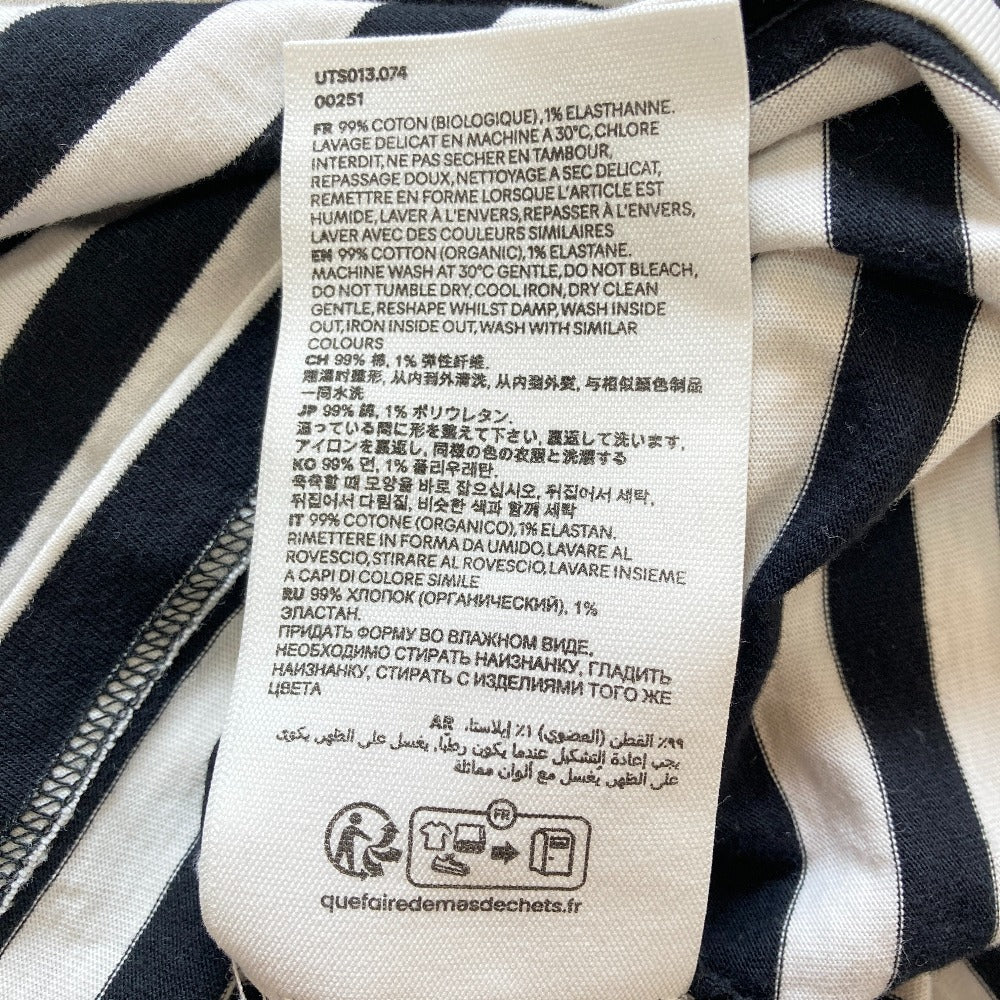 UTS013.074
00251
FR 99% COTON (BIOLOGIQUE), 1% ELASTHANNE.
LAVAGE DELICAT EN MACHINE A 30°C, CHLORE
INTERDIT, NE PAS SECHER EN TAMBOUR,
REPASSAGE DOUX, NETTOYAGE A SEC DELICAT,
REMETTRE EN FORME LORSQUE L'ARTICLE EST
HUMIDE, LAVER À L'ENVERS, REPASSER À L'ENVERS,
LAVER AVEC DES COULEURS SIMILAIRES
EN 99% COTTON (ORGANIC), 1% ELASTANE.
MACHINE WASH AT 30°C GENTLE, DO NOT BLEACH,
DO NOT TUMBLE DRY, COOL IRON, DRY CLEAN
GENTLE, RESHAPE WHILST DAMP, WASH INSIDE
OUT, IRON INSIDE OUT, WASH WITH SIMILAR
COLOURS
CH 99% 棉, 1% 弹性纤维.
时整形, 从内到外清洗, 从内到外熨, 与相似颜色制品
一同水洗
JP 99% 綿, 1% ポリウレタン.
湿っている間に形を整えて下さい, 裏返して洗います,
アイロンを裏返し, 同様の色の衣服と洗濯する
KO 99% 면, 1% 폴리우레탄.
축축할 때 모양을 바로 잡으십시오, 뒤집어서 세탁,
뒤집어서 다림질, 비슷한 색과 함께 세탁
IT 99% COTONE (ORGANICO), 1% ELASTAN.
RIMETTERE IN FORMA DA UMIDO, LAVARE AL
ROVESCIO, STIRARE AL ROVESCIO, LAVARE INSIEME
A CAPI DI COLORE SIMILE
RU 99% ХЛОПОК (ОРГАНИЧЕСКИЙ), 1%
ЭЛАСТАН.
ПРИДАТЬ ФОРМУ ВО ВЛАЖНОМ ВИДЕ,
НЕОБХОДИМО СТИРАТЬ НАИЗНАНКУ, ГЛАДИТЬ
НАИЗНАНКУ, СТИРАТЬ С ИЗДЕЛИЯМИ ТОГО ЖЕ
ЦВЕТА
AR
٩٩٪ القطن (العضوي) ١٪ إيلاستا.
يجب إعادة التشكيل عندما يكون رطبًا, يغسل على الظهر, يكوى
على الظهر, يُغسل مع ألوان مماثلة
FR
quefairedemesdechets.fr